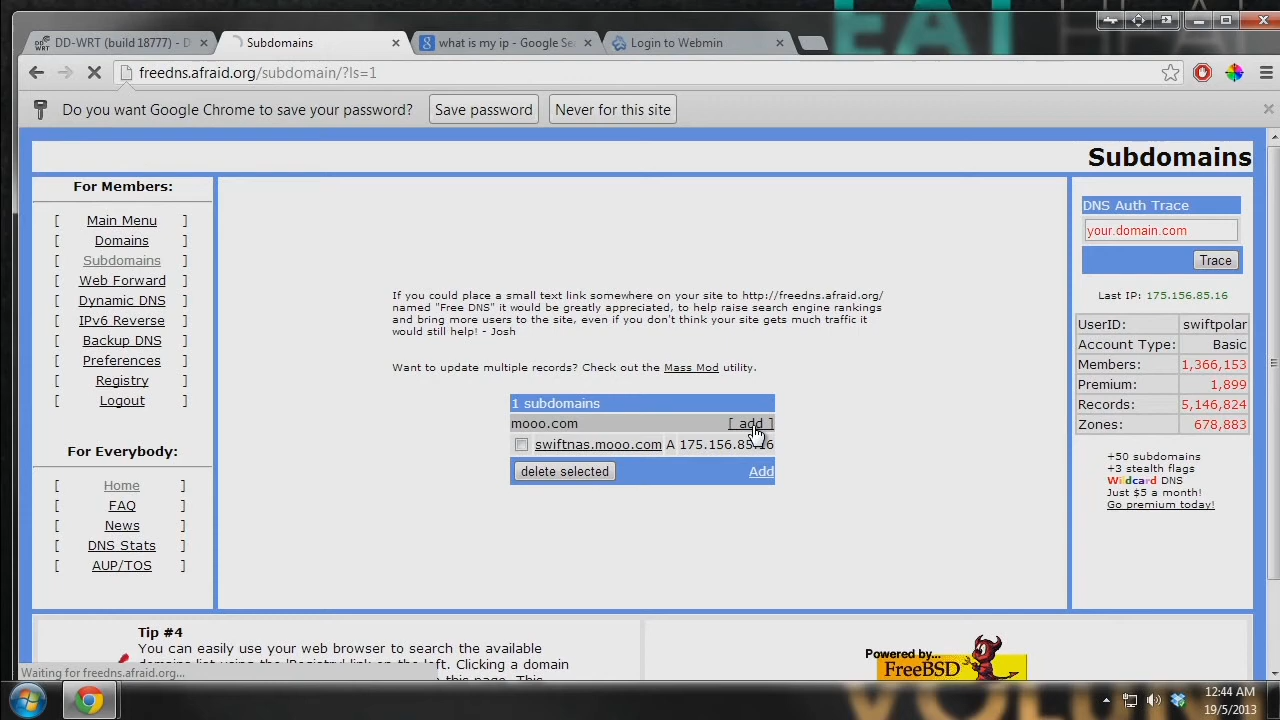 EAT HEAL
DD-WRT (build 18777) - D
Subdomains
what is my ip - Google Sea
Login to Webmin
freedns.afraid.org/subdomain/?ls=1
Do you want Google Chrome to save your password?
Save password
Never for this site
Subdomains
For Members:
[ Main Menu ]
[ Domains ]
[ Subdomains ]
[ Web Forward ]
[ Dynamic DNS ]
[ IPv6 Reverse ]
[ Backup DNS ]
[ Preferences ]
[ Registry ]
[ Logout ]
For Everybody:
[ Home ]
[ FAQ ]
[ News ]
[ DNS Stats ]
[ AUP/TOS ]
If you could place a small text link somewhere on your site to http://freedns.afraid.org/
named "Free DNS" it would be greatly appreciated, to help raise search engine rankings
and bring more users to the site, even if you don't think your site gets much traffic it
would still help! - Josh
Want to update multiple records? Check out the Mass Mod utility.
1 subdomains
mooo.com [ add ]
swiftnas.mooo.com A 175.156.85.16
delete selected Add
DNS Auth Trace
your.domain.com
Trace
Last IP: 175.156.85.16
UserID: swiftpolar
Account Type: Basic
Members: 1,366,153
Premium: 1,899
Records: 5,146,824
Zones: 678,883
+50 subdomains
+3 stealth flags
Wildcard DNS
Just $5 a month!
Go premium today!
Tip #4
You can easily use your web browser to search the available
Powered by...
FreeBSD
Waiting for freedns.afraid.org...
12:44 AM
19/5/2013